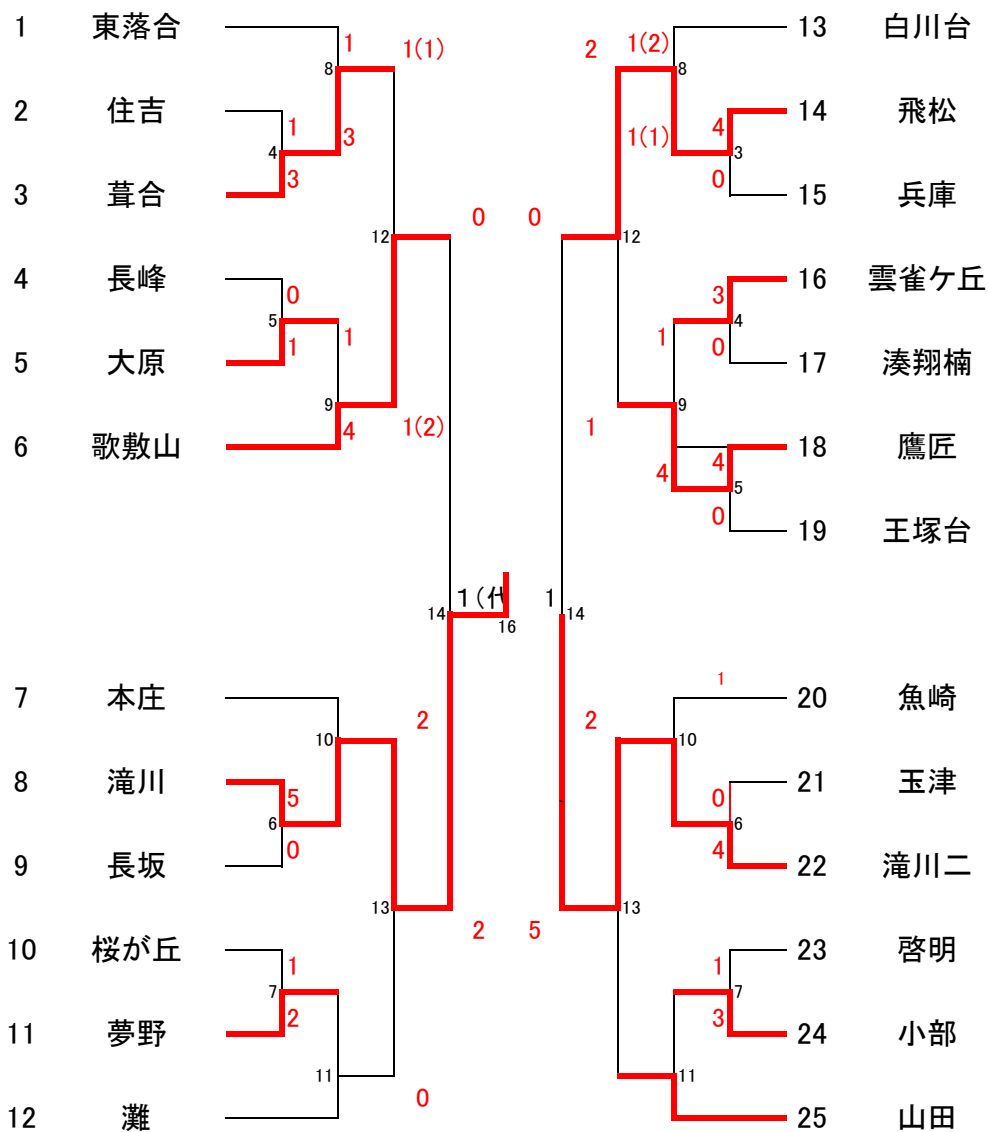 1 東落合 1 1(1) 2 1(2) 13 白川台
8 8
2 住吉 1 3 1(1) 4 14 飛松
4 3
3 葺合 3 0 15 兵庫
0 0
12 12
4 長峰 0 3 16 雲雀ケ丘
5 4
5 大原 1 1 1 0 17 湊翔楠
9 9
6 歌敷山 4 1(2) 1 4 4 18 鷹匠
5
0 19 王塚台
14 1(代 1 14
16
7 本庄 2 2 1 20 魚崎
10 10
8 滝川 5 0 21 玉津
6 6
9 長坂 0 4 22 滝川二
13 13
10 桜が丘 1 2 5 1 23 啓明
7 7
11 夢野 2 3 24 小部
11 11
12 灘 0 25 山田